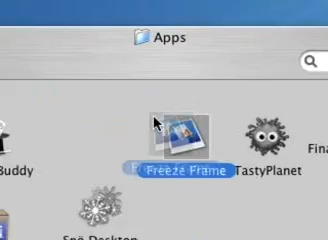 Apps
Buddy
Freeze Frame
TastyPlanet
Fina
Snö Desktop